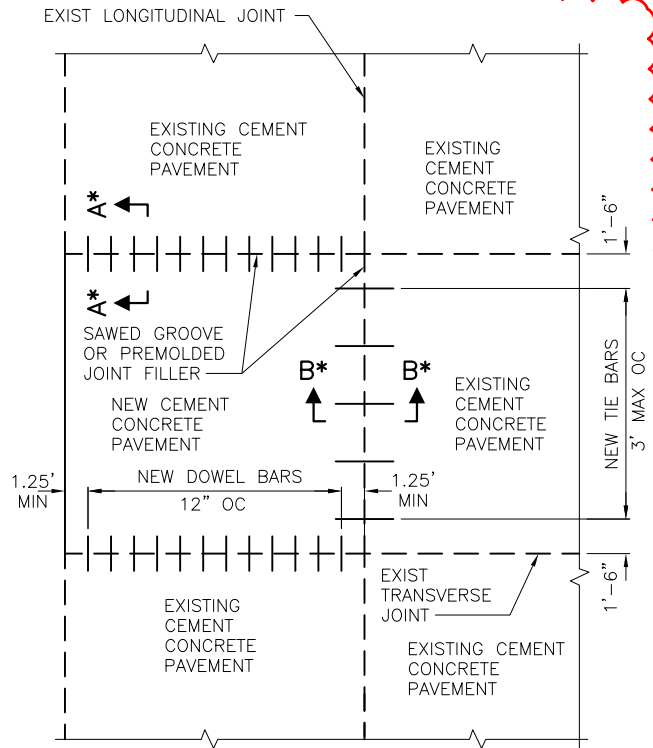 EXIST LONGITUDINAL JOINT
EXISTING CEMENT
CONCRETE
PAVEMENT
EXISTING
CEMENT
CONCRETE
PAVEMENT
A*
1'-6"
A*
SAWED GROOVE
OR PREMOLDED
JOINT FILLER
B*
B*
NEW CEMENT
CONCRETE
PAVEMENT
EXISTING
CEMENT
CONCRETE
PAVEMENT
NEW TIE BARS
3' MAX OC
1.25'
MIN
NEW DOWEL BARS
12" OC
1.25'
MIN
EXIST
TRANSVERSE
JOINT
1'-6"
EXISTING
CEMENT
CONCRETE
PAVEMENT
EXISTING CEMENT
CONCRETE
PAVEMENT